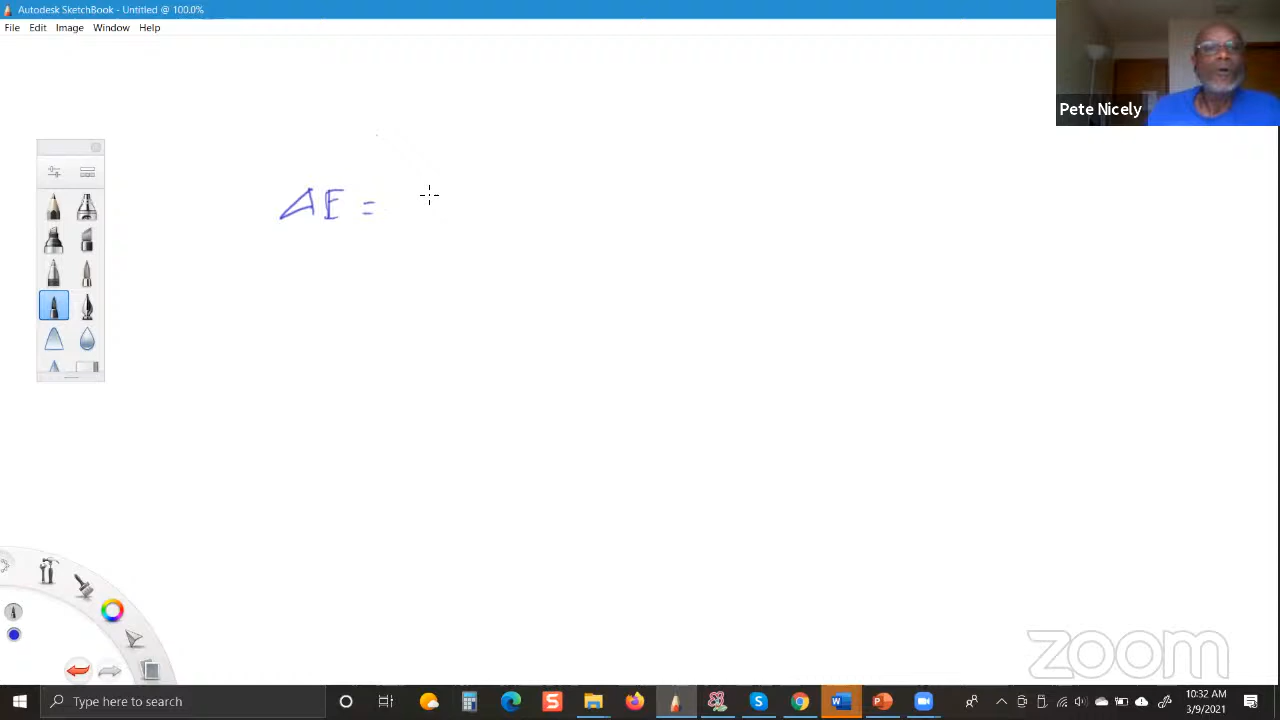 Autodesk SketchBook - Untitled @ 100.0%
File Edit Image Window Help
Pete Nicely
AE =
zoom
Type here to search
10:32 AM
3/9/2021